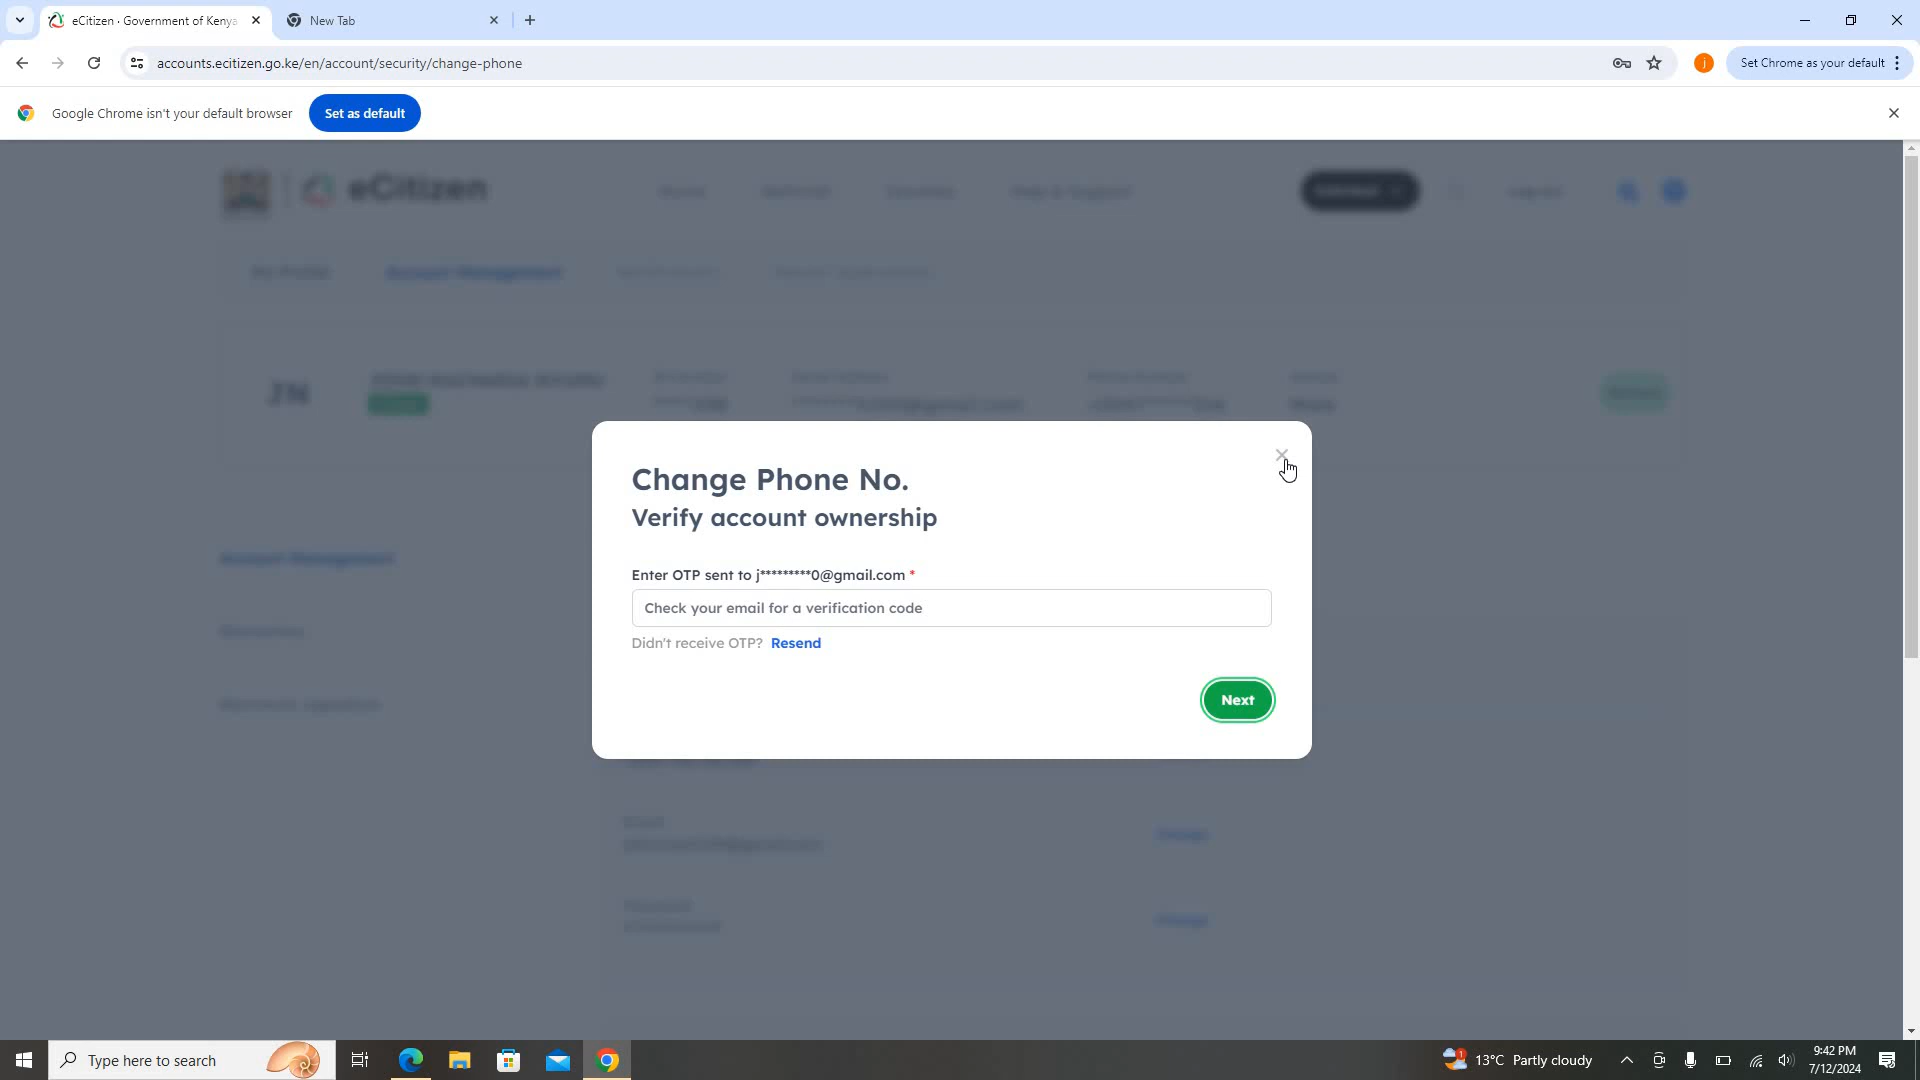 eCitizen · Government of Kenya
New Tab
accounts.ecitizen.go.ke/en/account/security/change-phone
Set Chrome as your default
Google Chrome isn't your default browser
Set as default
eCitizen
Account Management
JN
Change Phone No.
Verify account ownership
Enter OTP sent to j*********0@gmail.com *
Check your email for a verification code
Didn't receive OTP? Resend
Next
Account Management
Type here to search
1
13°C Partly cloudy
9:42 PM
7/12/2024